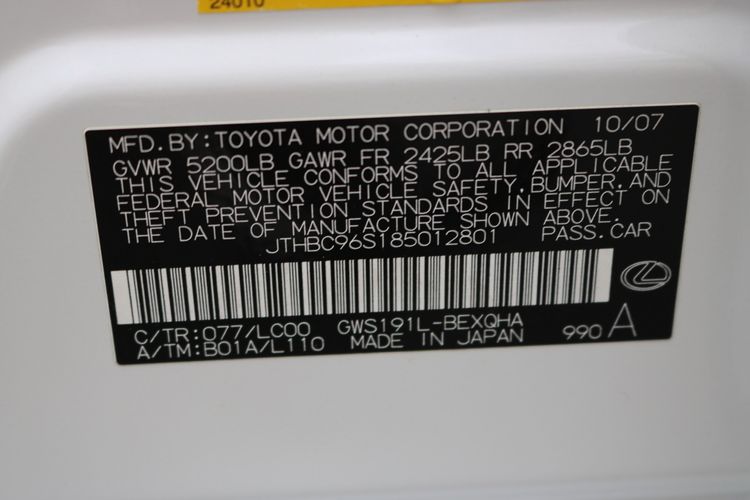 24010
MFD. BY: TOYOTA MOTOR CORPORATION 10/07
GVWR 5200LB GAWR FR 2425LB RR 2865LB
THIS VEHICLE CONFORMS TO ALL APPLICABLE
FEDERAL MOTOR VEHICLE SAFETY, BUMPER, AND
THEFT PREVENTION STANDARDS IN EFFECT ON
THE DATE OF MANUFACTURE SHOWN ABOVE.
JTHBC96S185012801 PASS. CAR
C/TR: 077/LC00 GWS191L-BEXQHA
A/TM: B01A/L110 MADE IN JAPAN 990 A